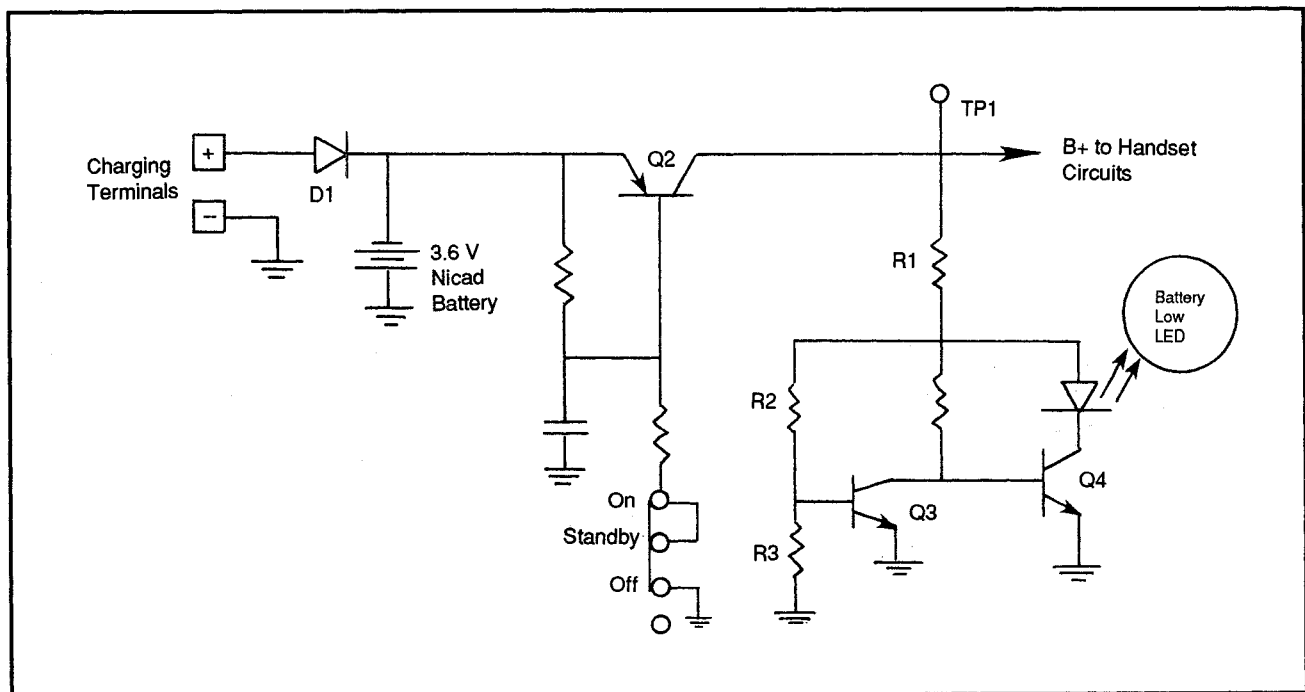 TP1
Charging
Terminals
+
−
D1
Q2
B+ to Handset
Circuits
3.6 V
Nicad
Battery
R1
Battery
Low
LED
R2
Q3
Q4
R3
On
Standby
Off